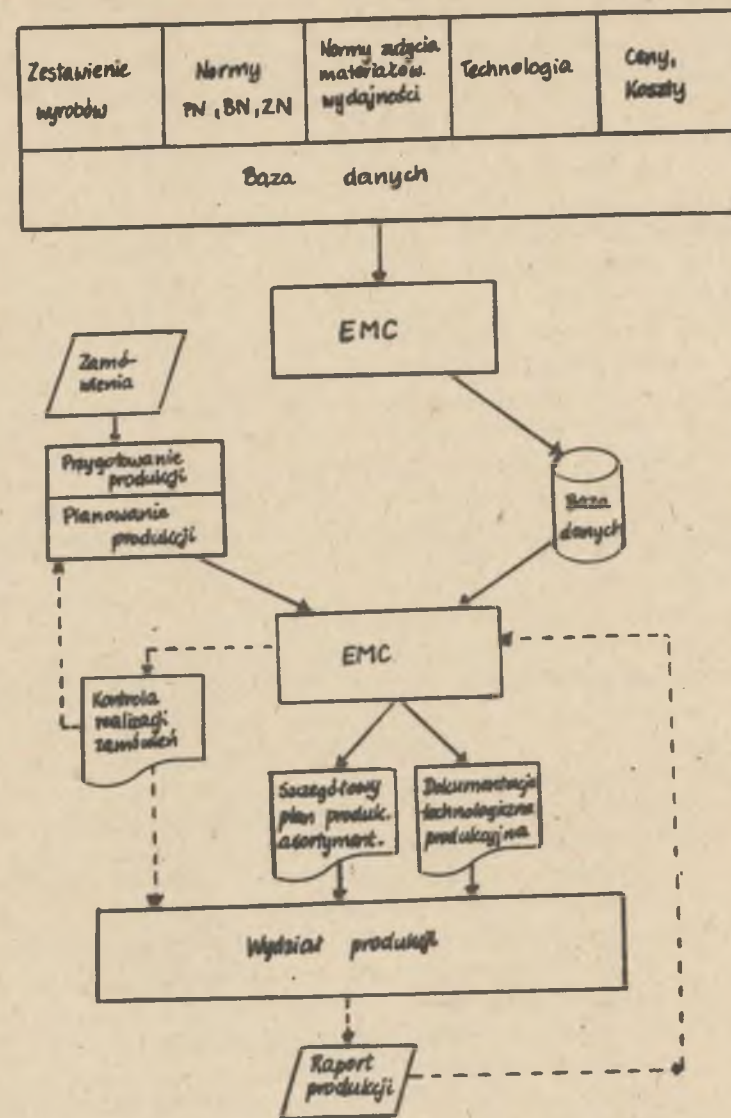 Zestawienie
wyrobów
Normy
PN, BN, ZN
Normy zużycia
materiałów.
wydajności
Technologia
Ceny,
Koszty
Baza danych
EMC
Zamó-
wienia
Przygotowanie
produkcji
Planowanie
produkcji
Baza
danych
EMC
Kontrola
realizacji
zamówień
Szczegółowy
plan produk.
asortyment.
Dokumentacja
technologiczna
produkcyjna
Wydział produkcji
Raport
produkcji